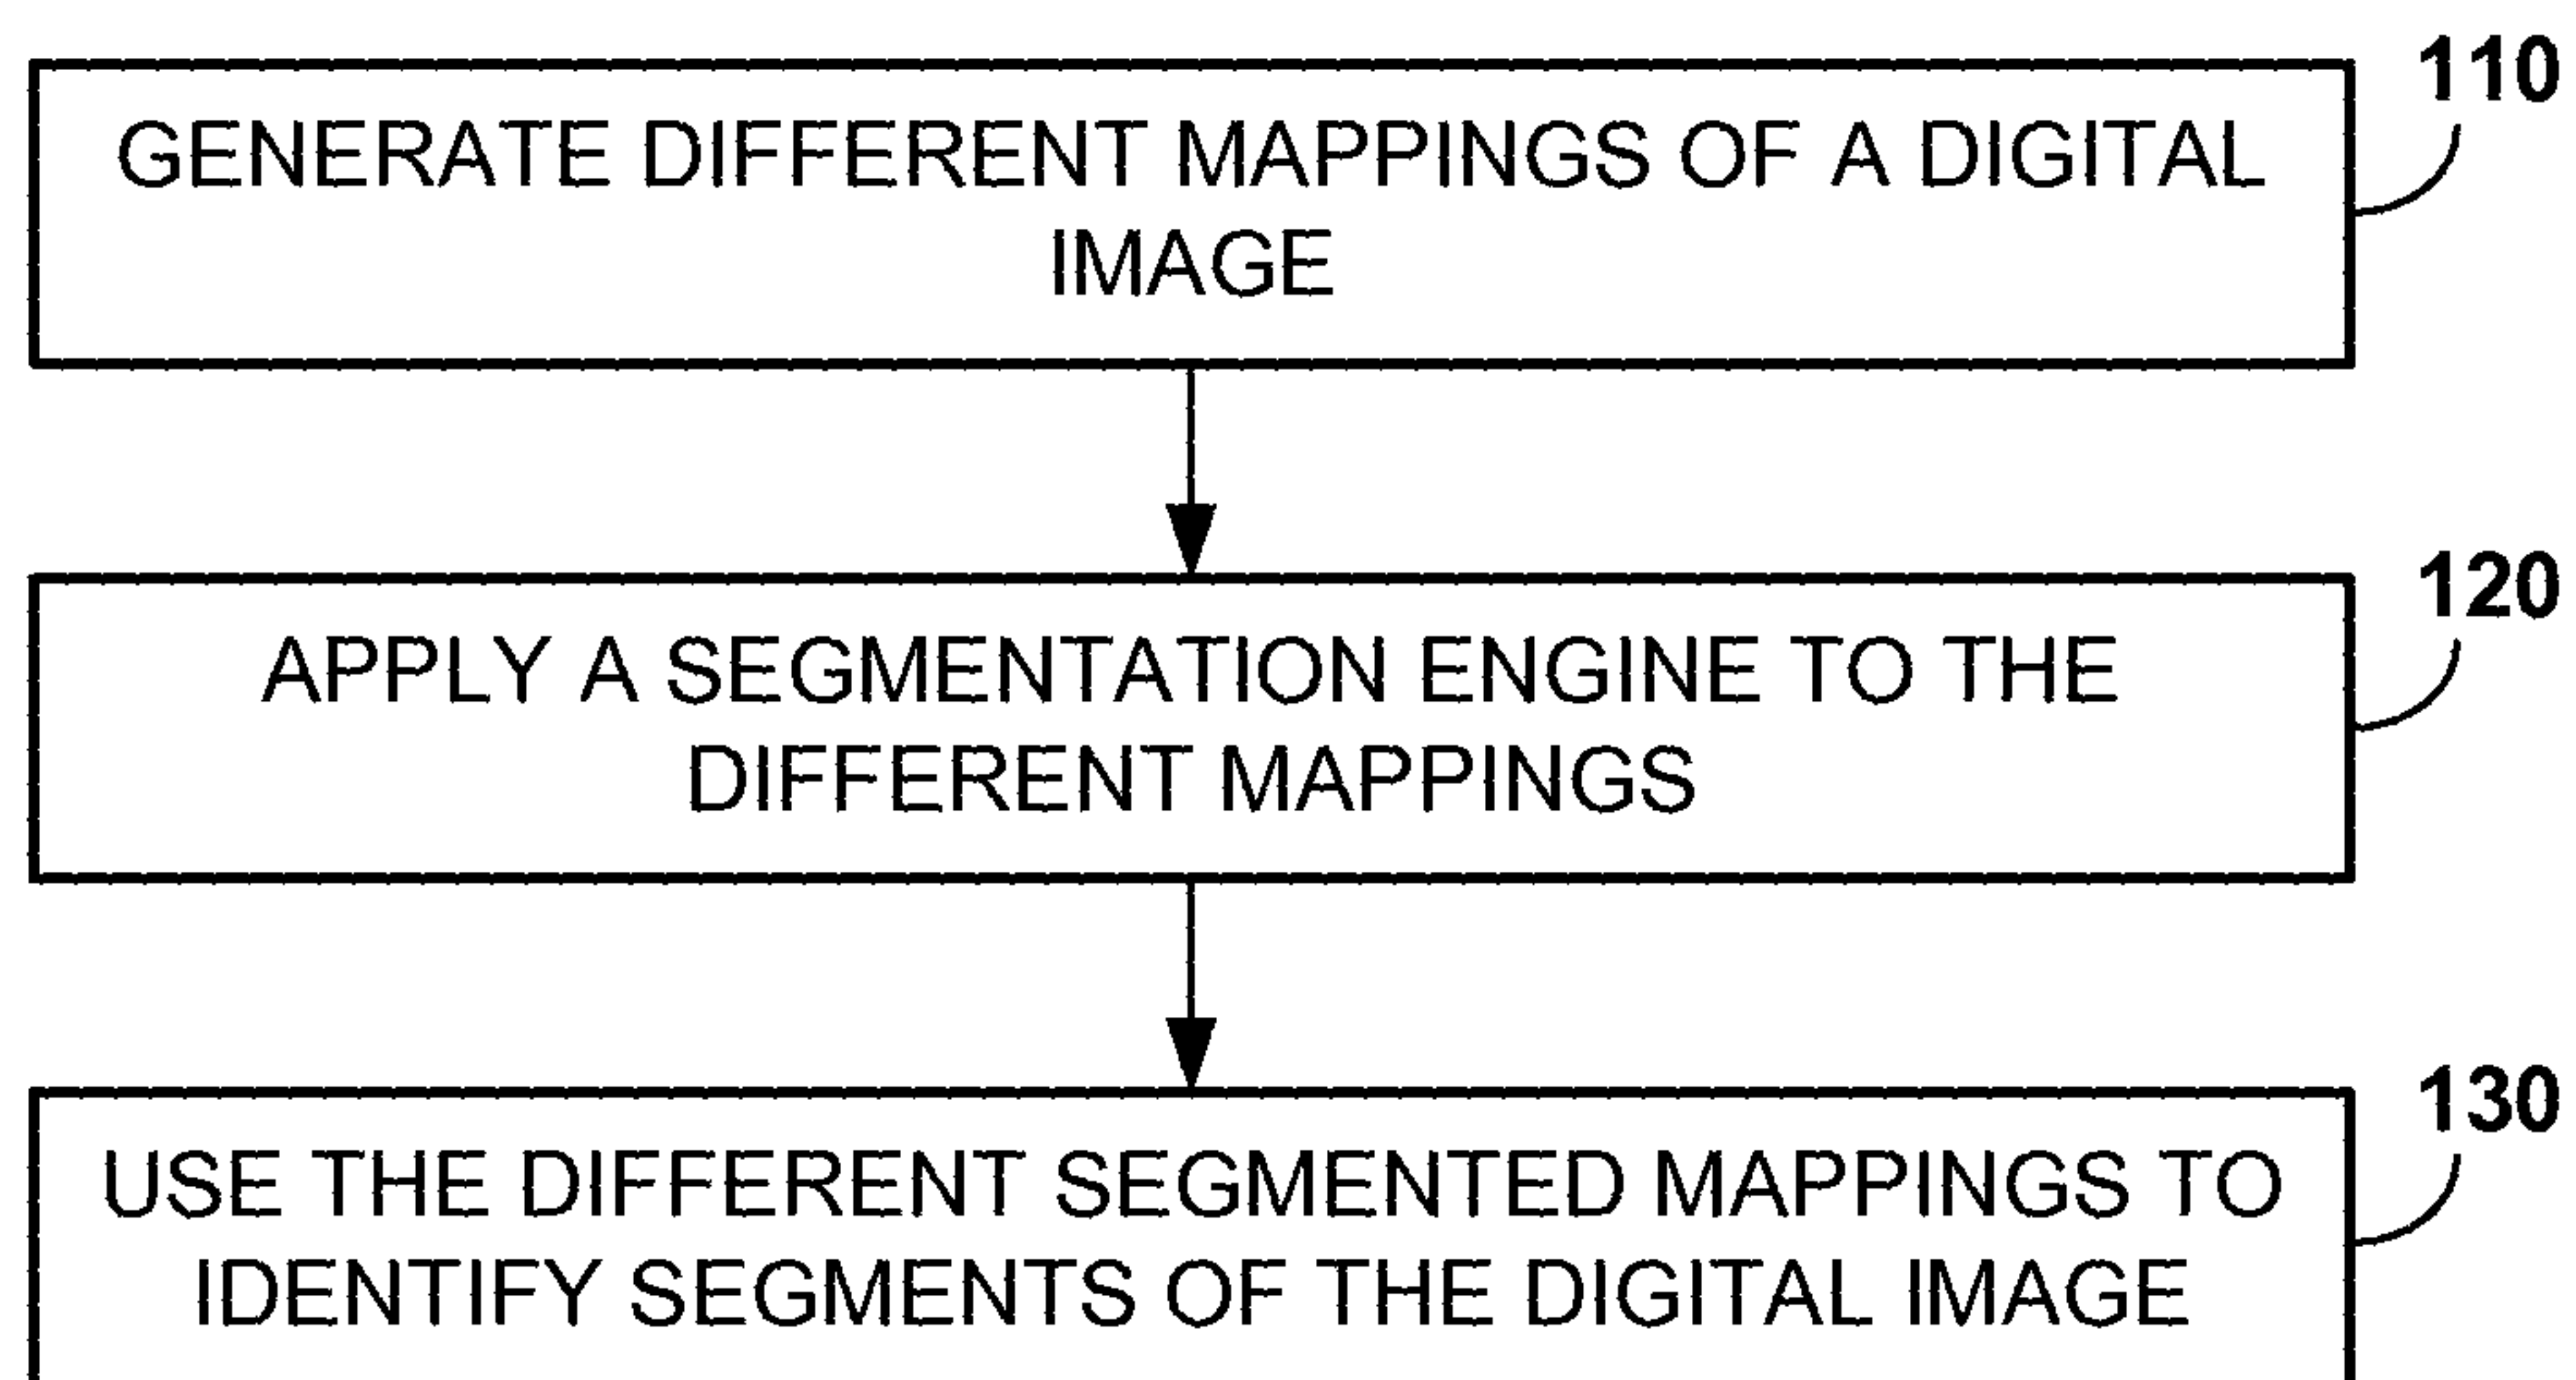 110
GENERATE DIFFERENT MAPPINGS OF A DIGITAL
IMAGE
120
APPLY A SEGMENTATION ENGINE TO THE
DIFFERENT MAPPINGS
130
USE THE DIFFERENT SEGMENTED MAPPINGS TO
IDENTIFY SEGMENTS OF THE DIGITAL IMAGE